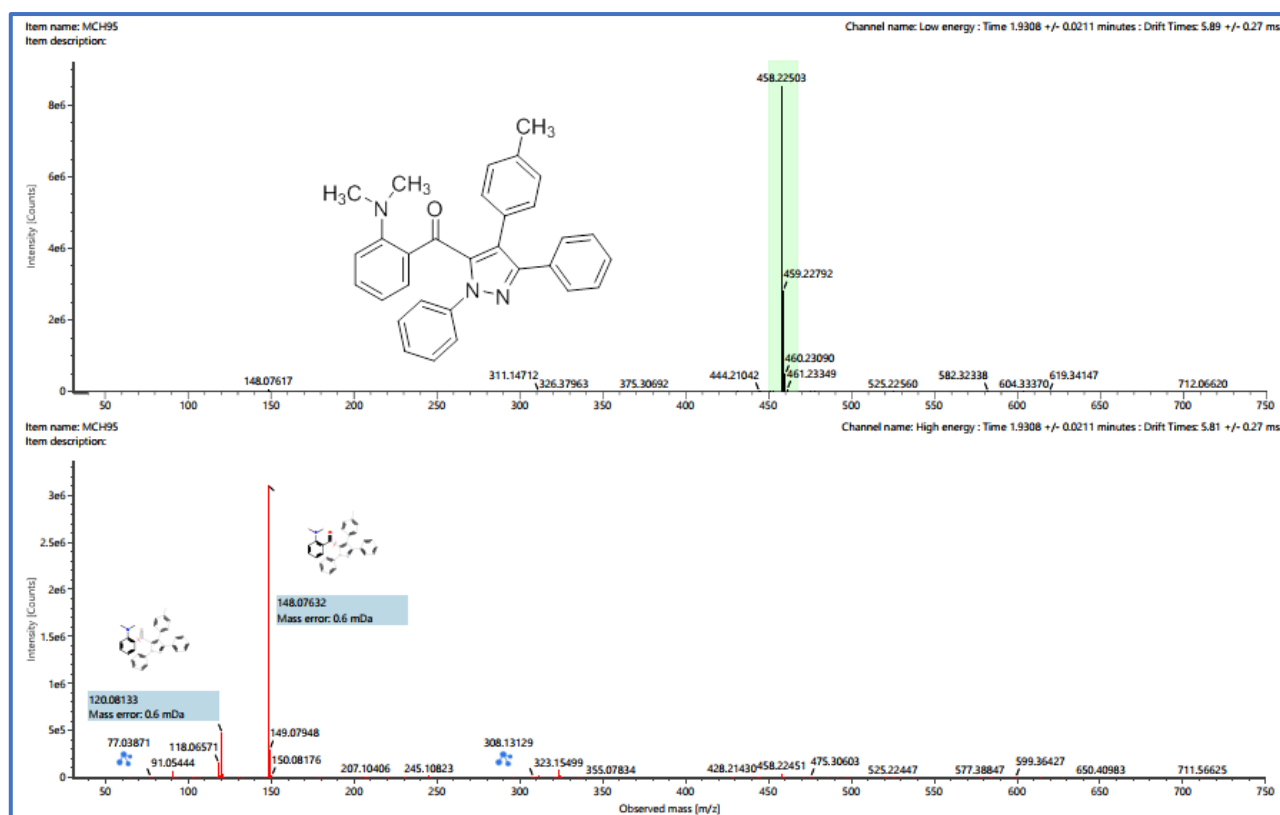 Item name: MCH95
Channel name: Low energy : Time 1.9308 +/- 0.0211 minutes : Drift Times: 5.89 +/- 0.27 ms
Item description:
8e6
6e6
4e6
2e6
0
Intensity [Counts]
458.22503
459.22792
460.23090
461.23349
148.07617
311.14712
326.37963
375.30692
444.21042
525.22560
582.32338
604.33370
619.34147
712.06620
CH3
H3C
CH3
N
O
N
N
50 100 150 200 250 300 350 400 450 500 550 600 650 700 750
Item name: MCH95
Channel name: High energy : Time 1.9308 +/- 0.0211 minutes : Drift Times: 5.81 +/- 0.27 ms
Item description:
3e6
2.5e6
2e6
1.5e6
1e6
5e5
0
Intensity [Counts]
148.07632
Mass error: 0.6 mDa
120.08133
Mass error: 0.6 mDa
77.03871
91.05444
118.06571
149.07948
150.08176
207.10406
245.10823
308.13129
323.15499
355.07834
428.21430
458.22451
475.30603
525.22447
577.38847
599.36427
650.40983
711.56625
50 100 150 200 250 300 350 400 450 500 550 600 650 700 750
Observed mass [m/z]